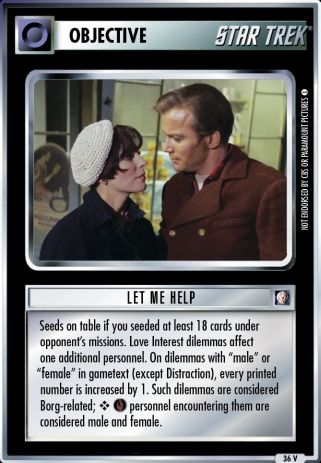 OBJECTIVE
STAR TREK
NOT ENDORSED BY CBS OR PARAMOUNT PICTURES
LET ME HELP
Seeds on table if you seeded at least 18 cards under
opponent's missions. Love Interest dilemmas affect
one additional personnel. On dilemmas with "male" or
"female" in gametext (except Distraction), every printed
number is increased by 1. Such dilemmas are considered
Borg-related; personnel encountering them are
considered male and female.
36 V